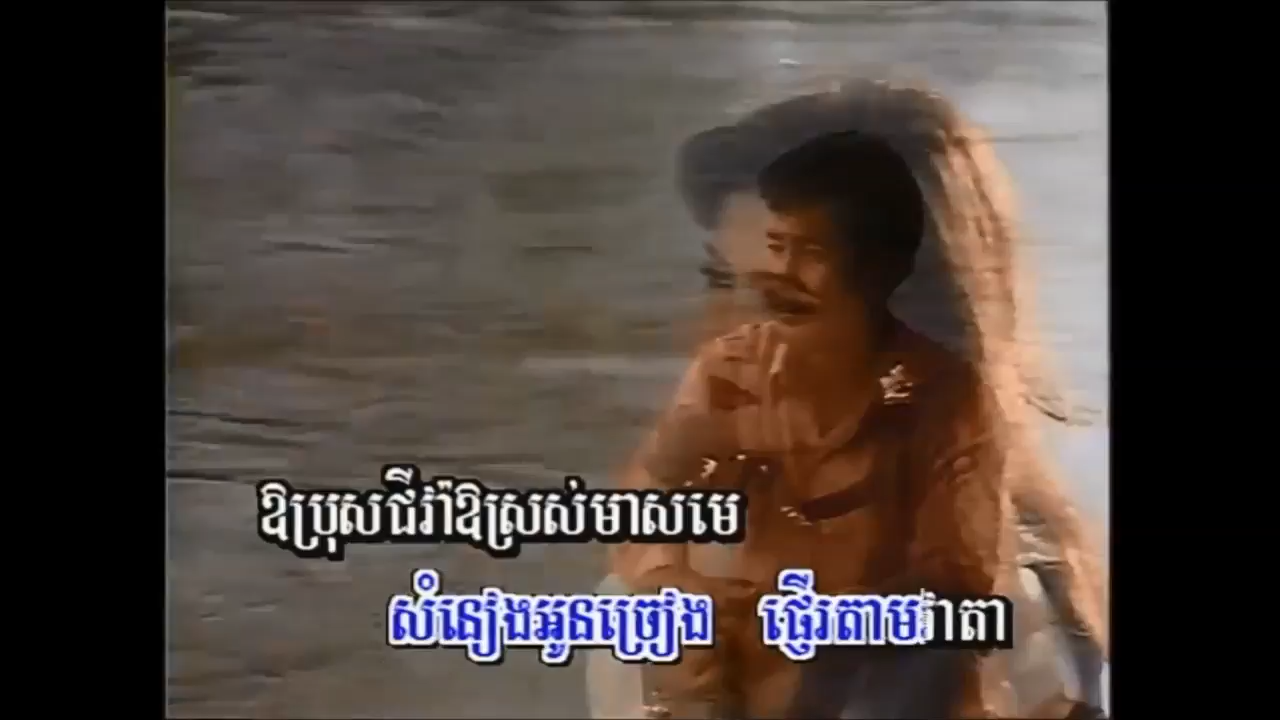 ឱប្រុសជីវ៉ាឱស្រស់មាសមេ
សំនៀងអូនច្រៀង ផ្ញើរតាមវាតា